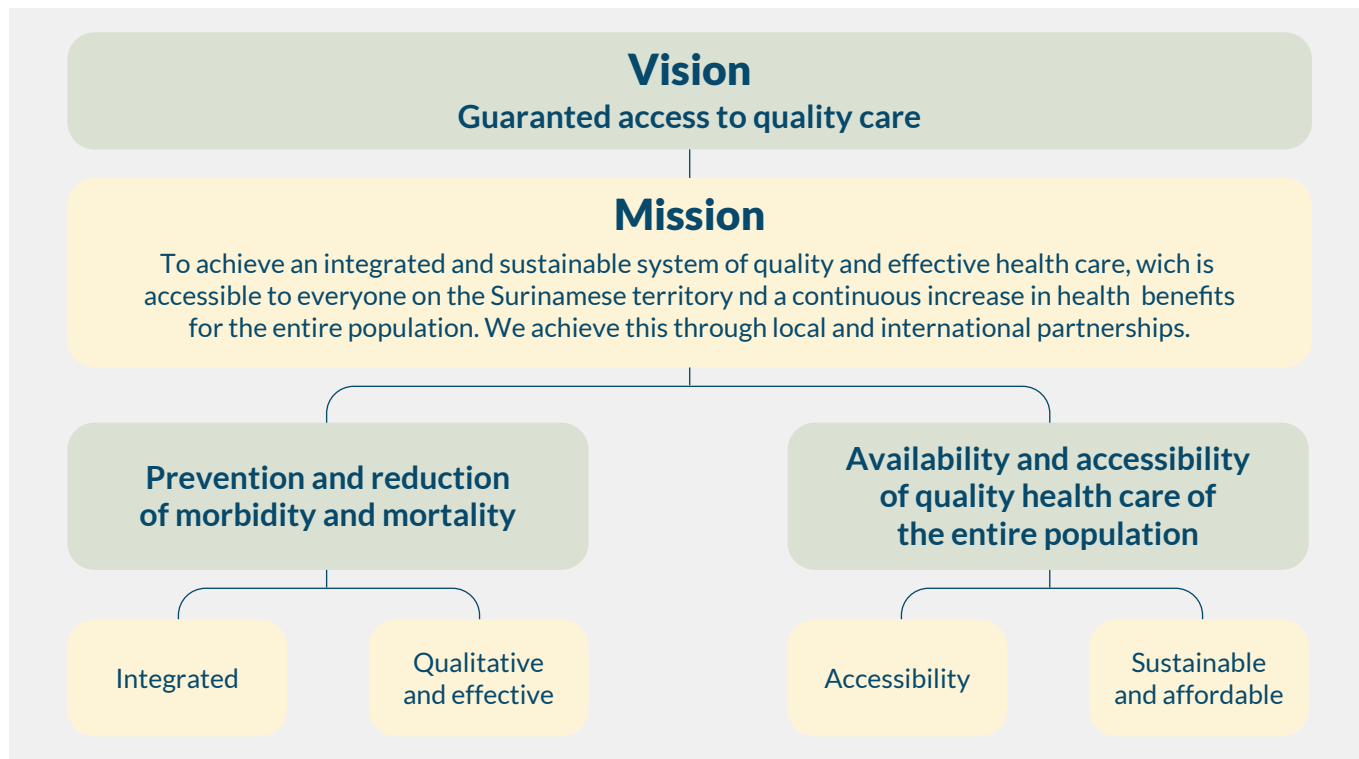 Vision
Guaranted access to quality care
Mission
To achieve an integrated and sustainable system of quality and effective health care, wich is
accessible to everyone on the Surinamese territory nd a continuous increase in health  benefits
for the entire population. We achieve this through local and international partnerships.
Prevention and reduction
of morbidity and mortality
Availability and accessibility
of quality health care of
the entire population
Integrated
Qualitative
and effective
Accessibility
Sustainable
and affordable